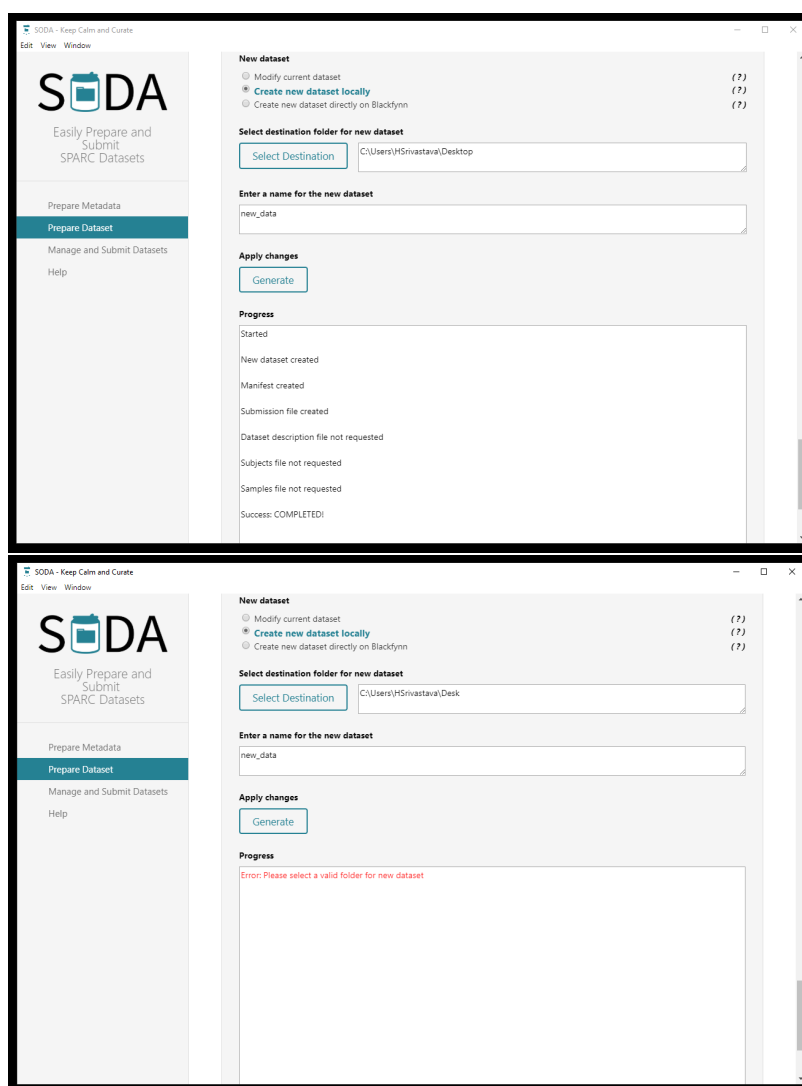 SODA - Keep Calm and Curate
Edit View Window
SODA
Easily Prepare and
Submit
SPARC Datasets
Prepare Metadata
Prepare Dataset
Manage and Submit Datasets
Help
New dataset
Modify current dataset (?)
Create new dataset locally (?)
Create new dataset directly on Blackfynn (?)
Select destination folder for new dataset
Select Destination C:\Users\HSrivastava\Desktop
Enter a name for the new dataset
new_data
Apply changes
Generate
Progress
Started
New dataset created
Manifest created
Submission file created
Dataset description file not requested
Subjects file not requested
Samples file not requested
Success: COMPLETED!
SODA - Keep Calm and Curate
Edit View Window
SODA
Easily Prepare and
Submit
SPARC Datasets
Prepare Metadata
Prepare Dataset
Manage and Submit Datasets
Help
New dataset
Modify current dataset (?)
Create new dataset locally (?)
Create new dataset directly on Blackfynn (?)
Select destination folder for new dataset
Select Destination C:\Users\HSrivastava\Desk
Enter a name for the new dataset
new_data
Apply changes
Generate
Progress
Error: Please select a valid folder for new dataset